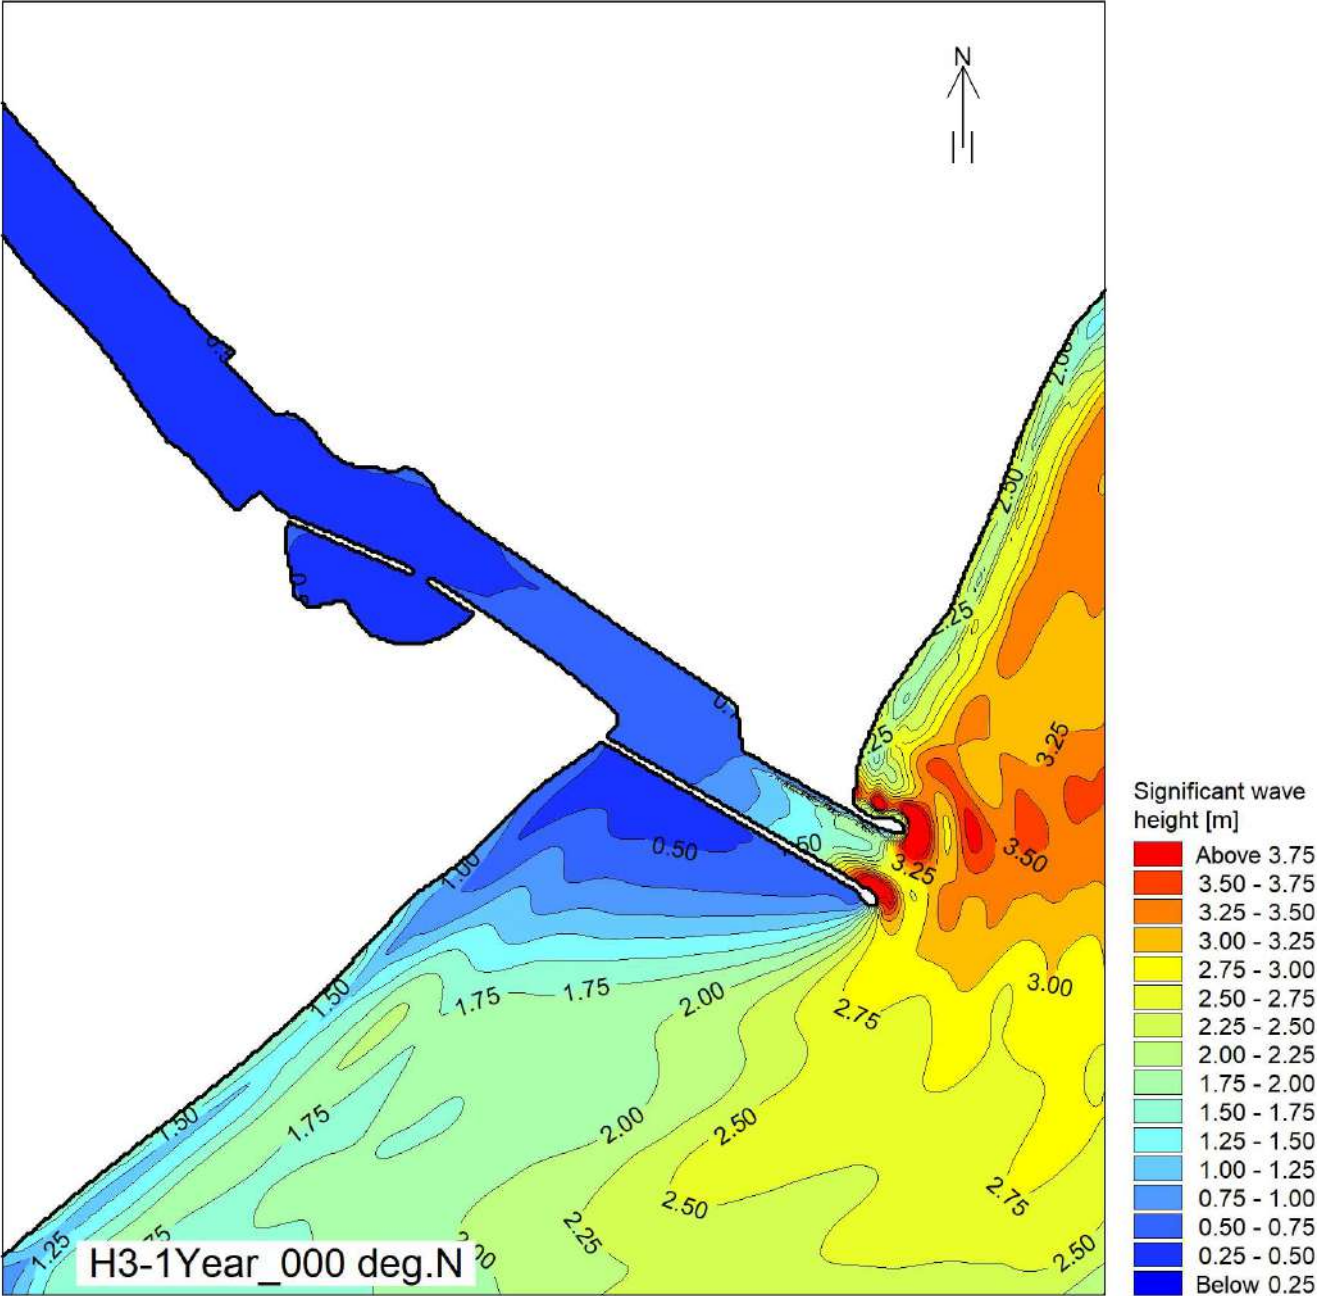 N
2.00
2.50
3.25
3.50
3.25
0.50
1.00
3.00
1.50
1.75
1.75
2.00
2.75
1.50
1.75
2.00
2.50
2.50
2.75
2.25
1.25
2.50
H3-1Year_000 deg.N
Significant wave
height [m]
Above 3.75
3.50 - 3.75
3.25 - 3.50
3.00 - 3.25
2.75 - 3.00
2.50 - 2.75
2.25 - 2.50
2.00 - 2.25
1.75 - 2.00
1.50 - 1.75
1.25 - 1.50
1.00 - 1.25
0.75 - 1.00
0.50 - 0.75
0.25 - 0.50
Below 0.25